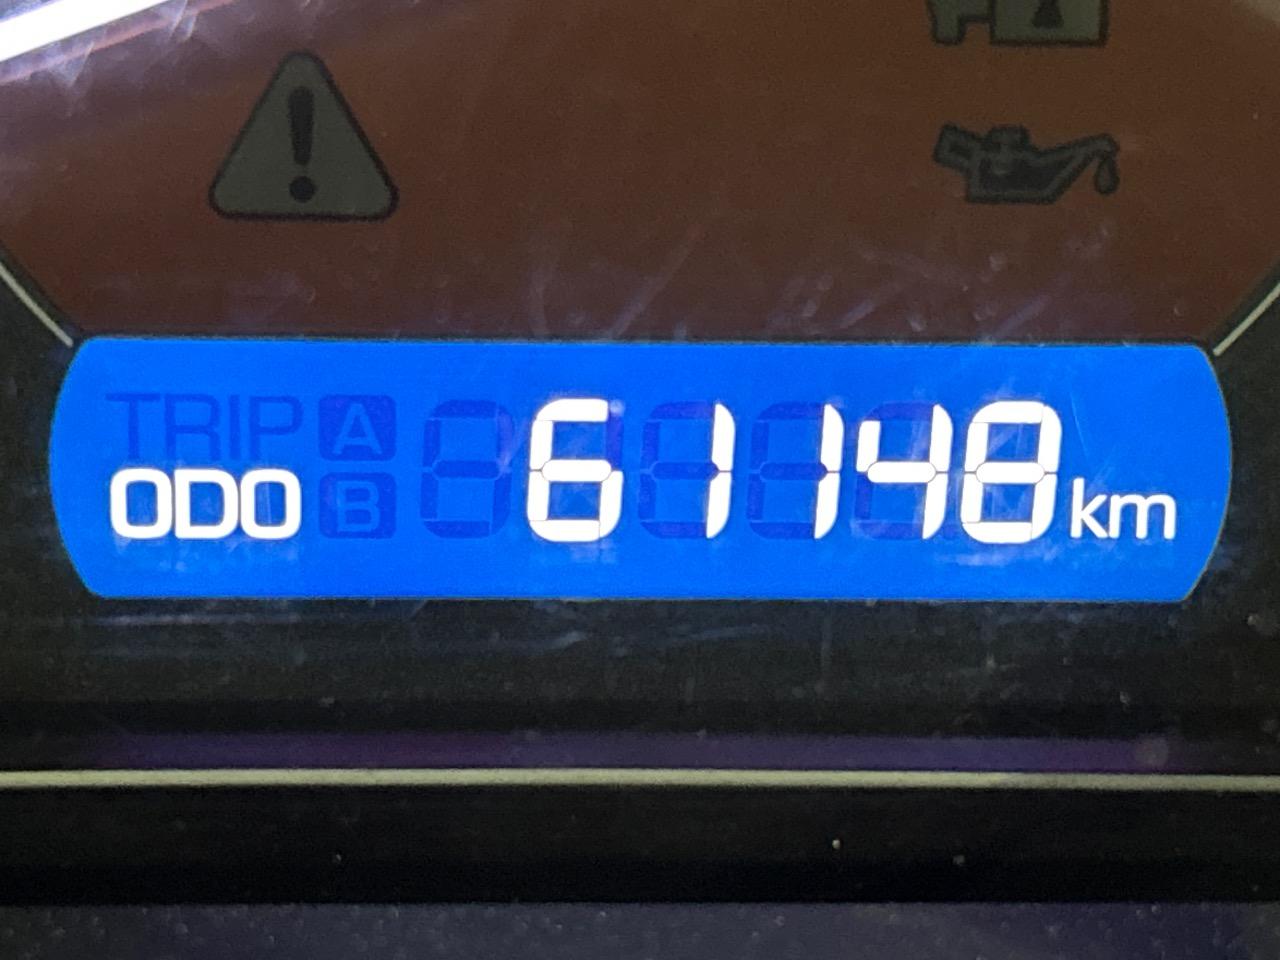 TRIP A
ODO B 61148 km